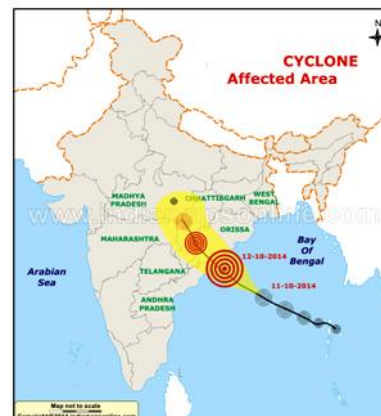 N
CYCLONE
Affected Area
MADHYA
PRADESH
CHHATTISGARH
WEST
BENGAL
ORISSA
MAHARASHTRA
12-10-2014
Bay
Of
Bengal
TELANGANA
11-10-2014
Arabian
Sea
ANDHRA
PRADESH
Map not to scale